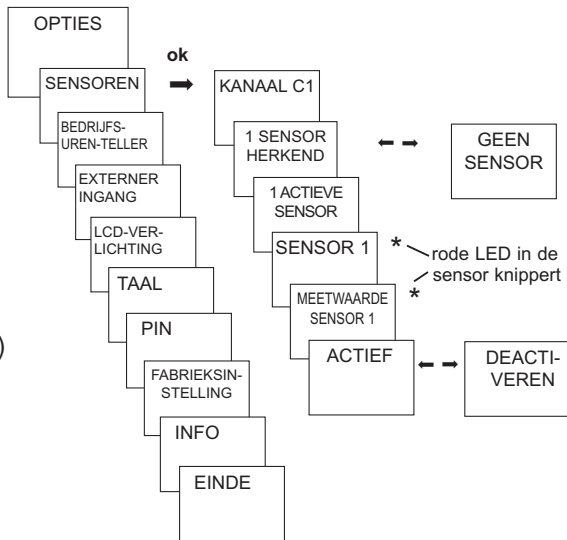 OPTIES
SENSOREN
BEDRIJFS-
UREN-TELLER
EXTERNER
INGANG
LCD-VER-
LICHTING
TAAL
PIN
FABRIEKSIN-
STELLING
INFO
EINDE
ok
KANAAL C1
1 SENSOR
HERKEND
1 ACTIEVE
SENSOR
SENSOR 1
MEETWAARDE
SENSOR 1
ACTIEF
GEEN
SENSOR
* rode LED in de
* sensor knippert
DEACTI-
VEREN
)